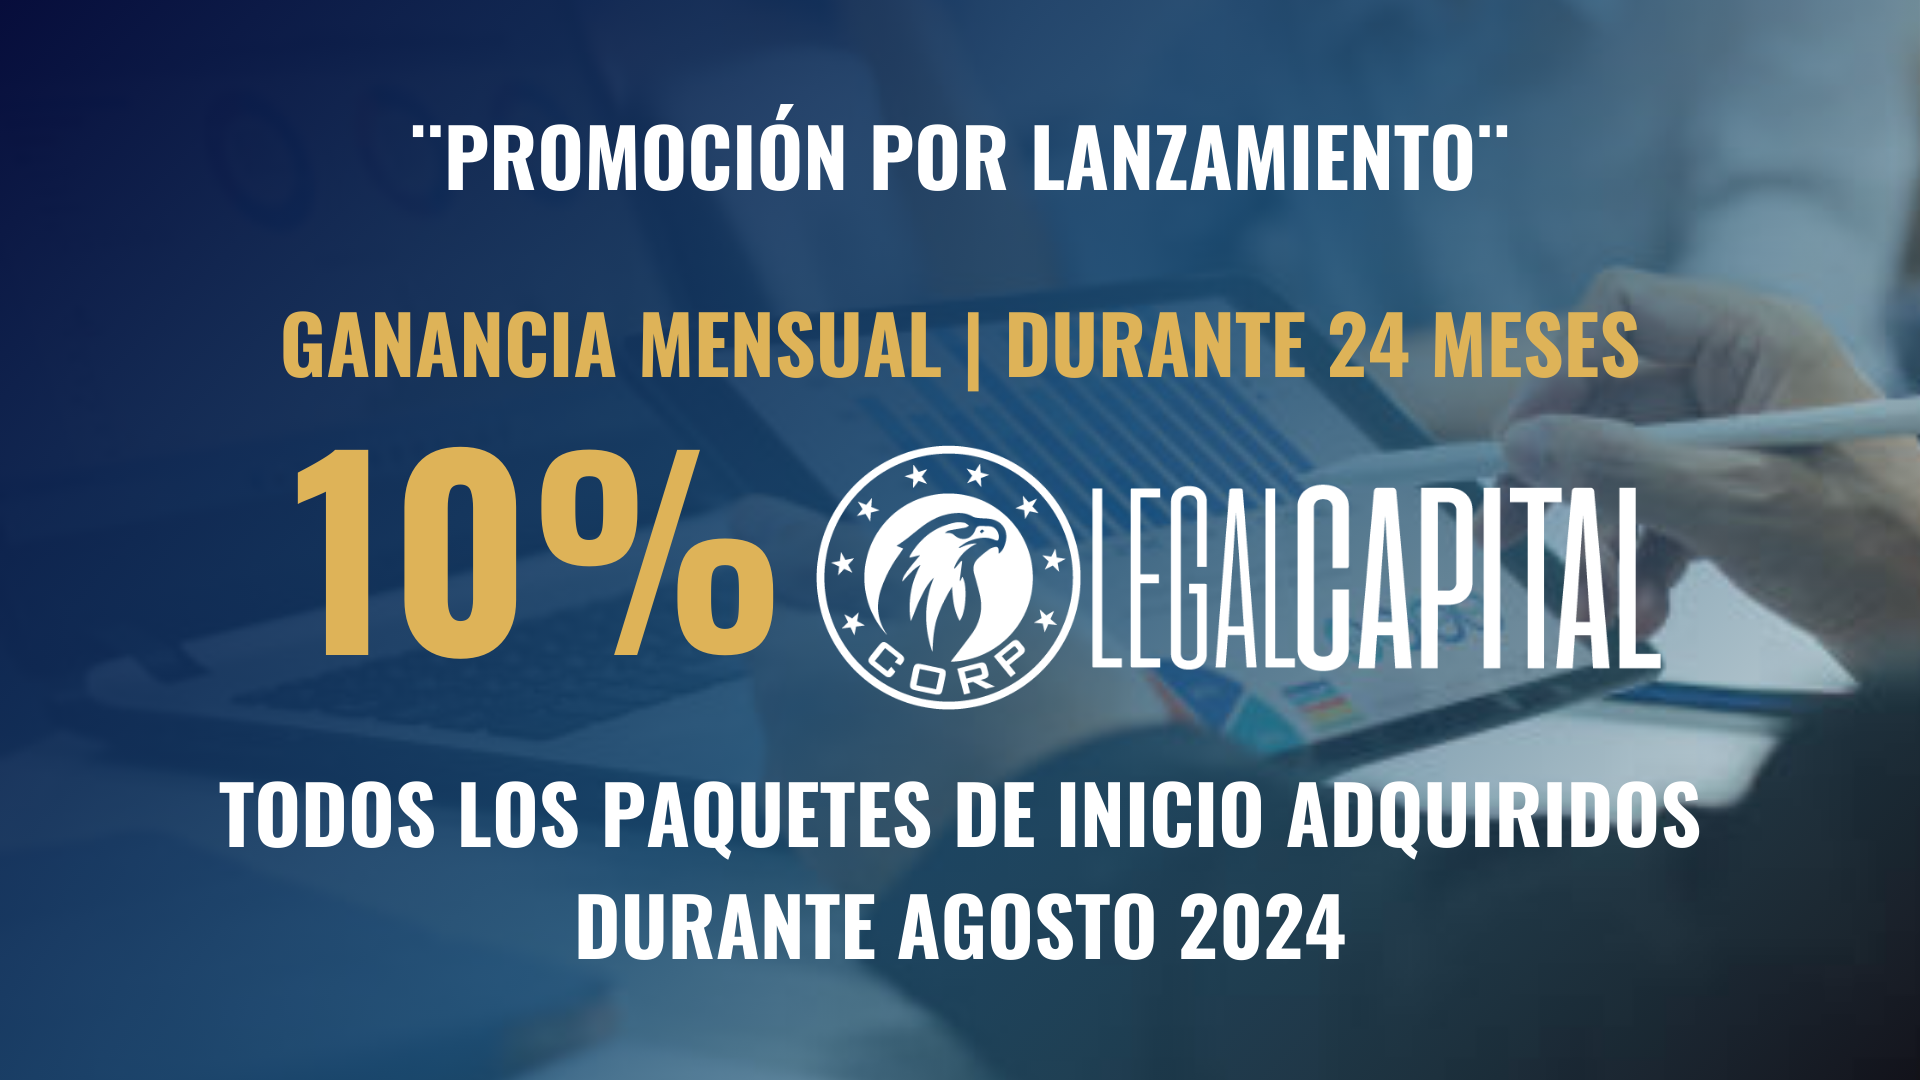 ¨PROMOCIÓN POR LANZAMIENTO¨
GANANCIA MENSUAL | DURANTE 24 MESES
10%
CORP
LEGALCAPITAL
TODOS LOS PAQUETES DE INICIO ADQUIRIDOS
DURANTE AGOSTO 2024